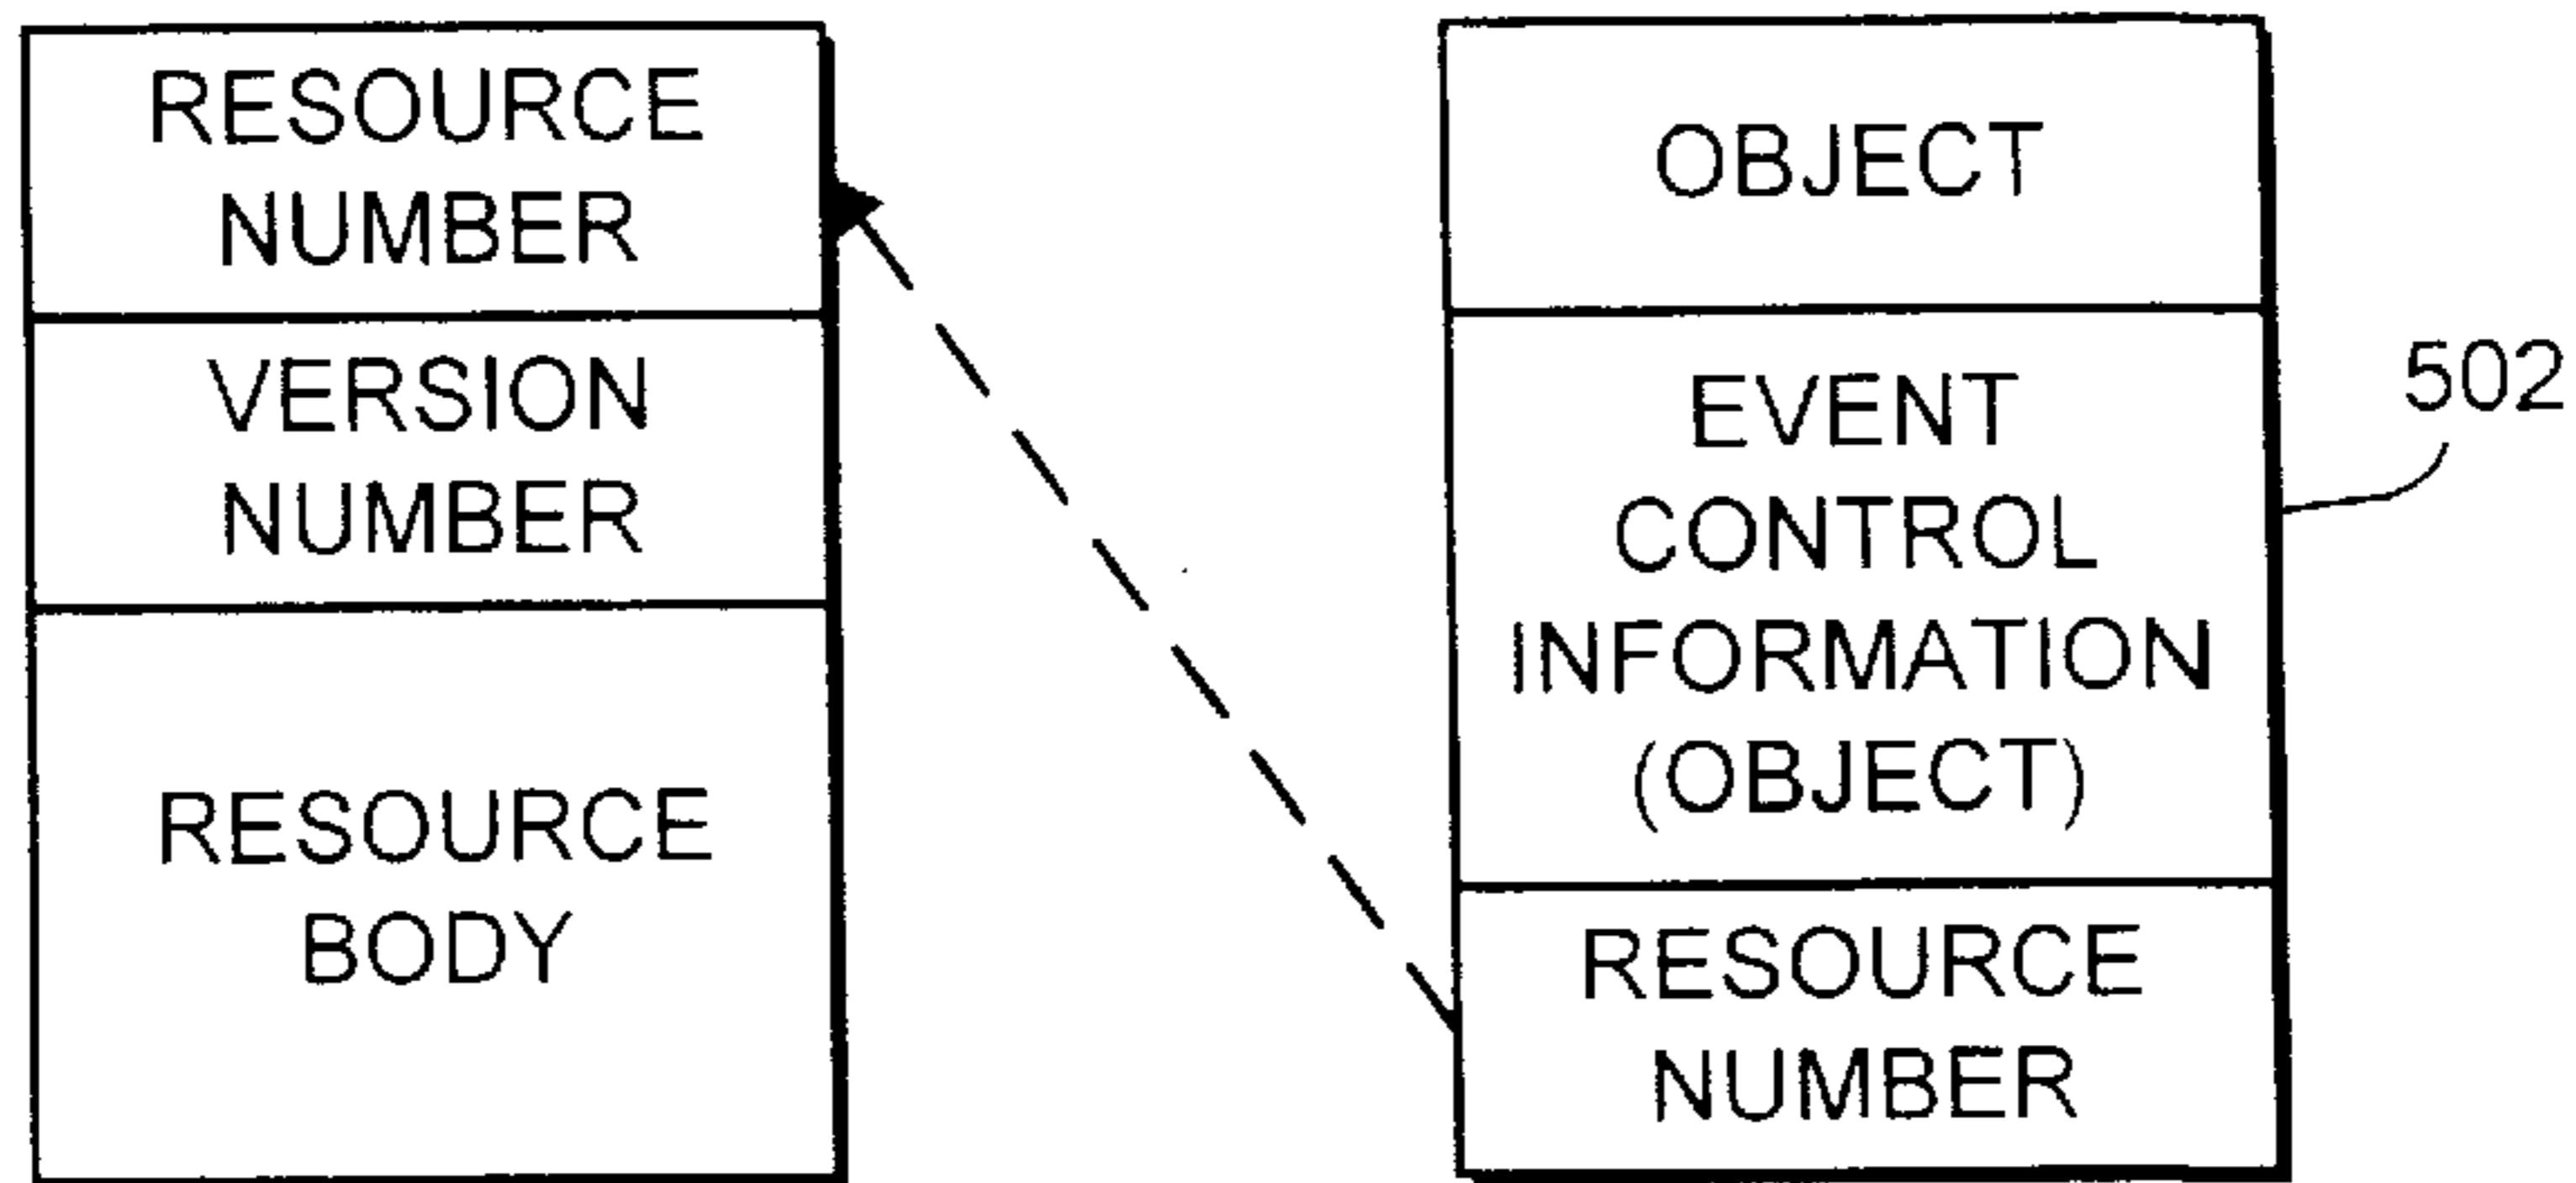 RESOURCE
NUMBER
VERSION
NUMBER
RESOURCE
BODY
OBJECT
EVENT
CONTROL
INFORMATION
(OBJECT)
RESOURCE
NUMBER
502